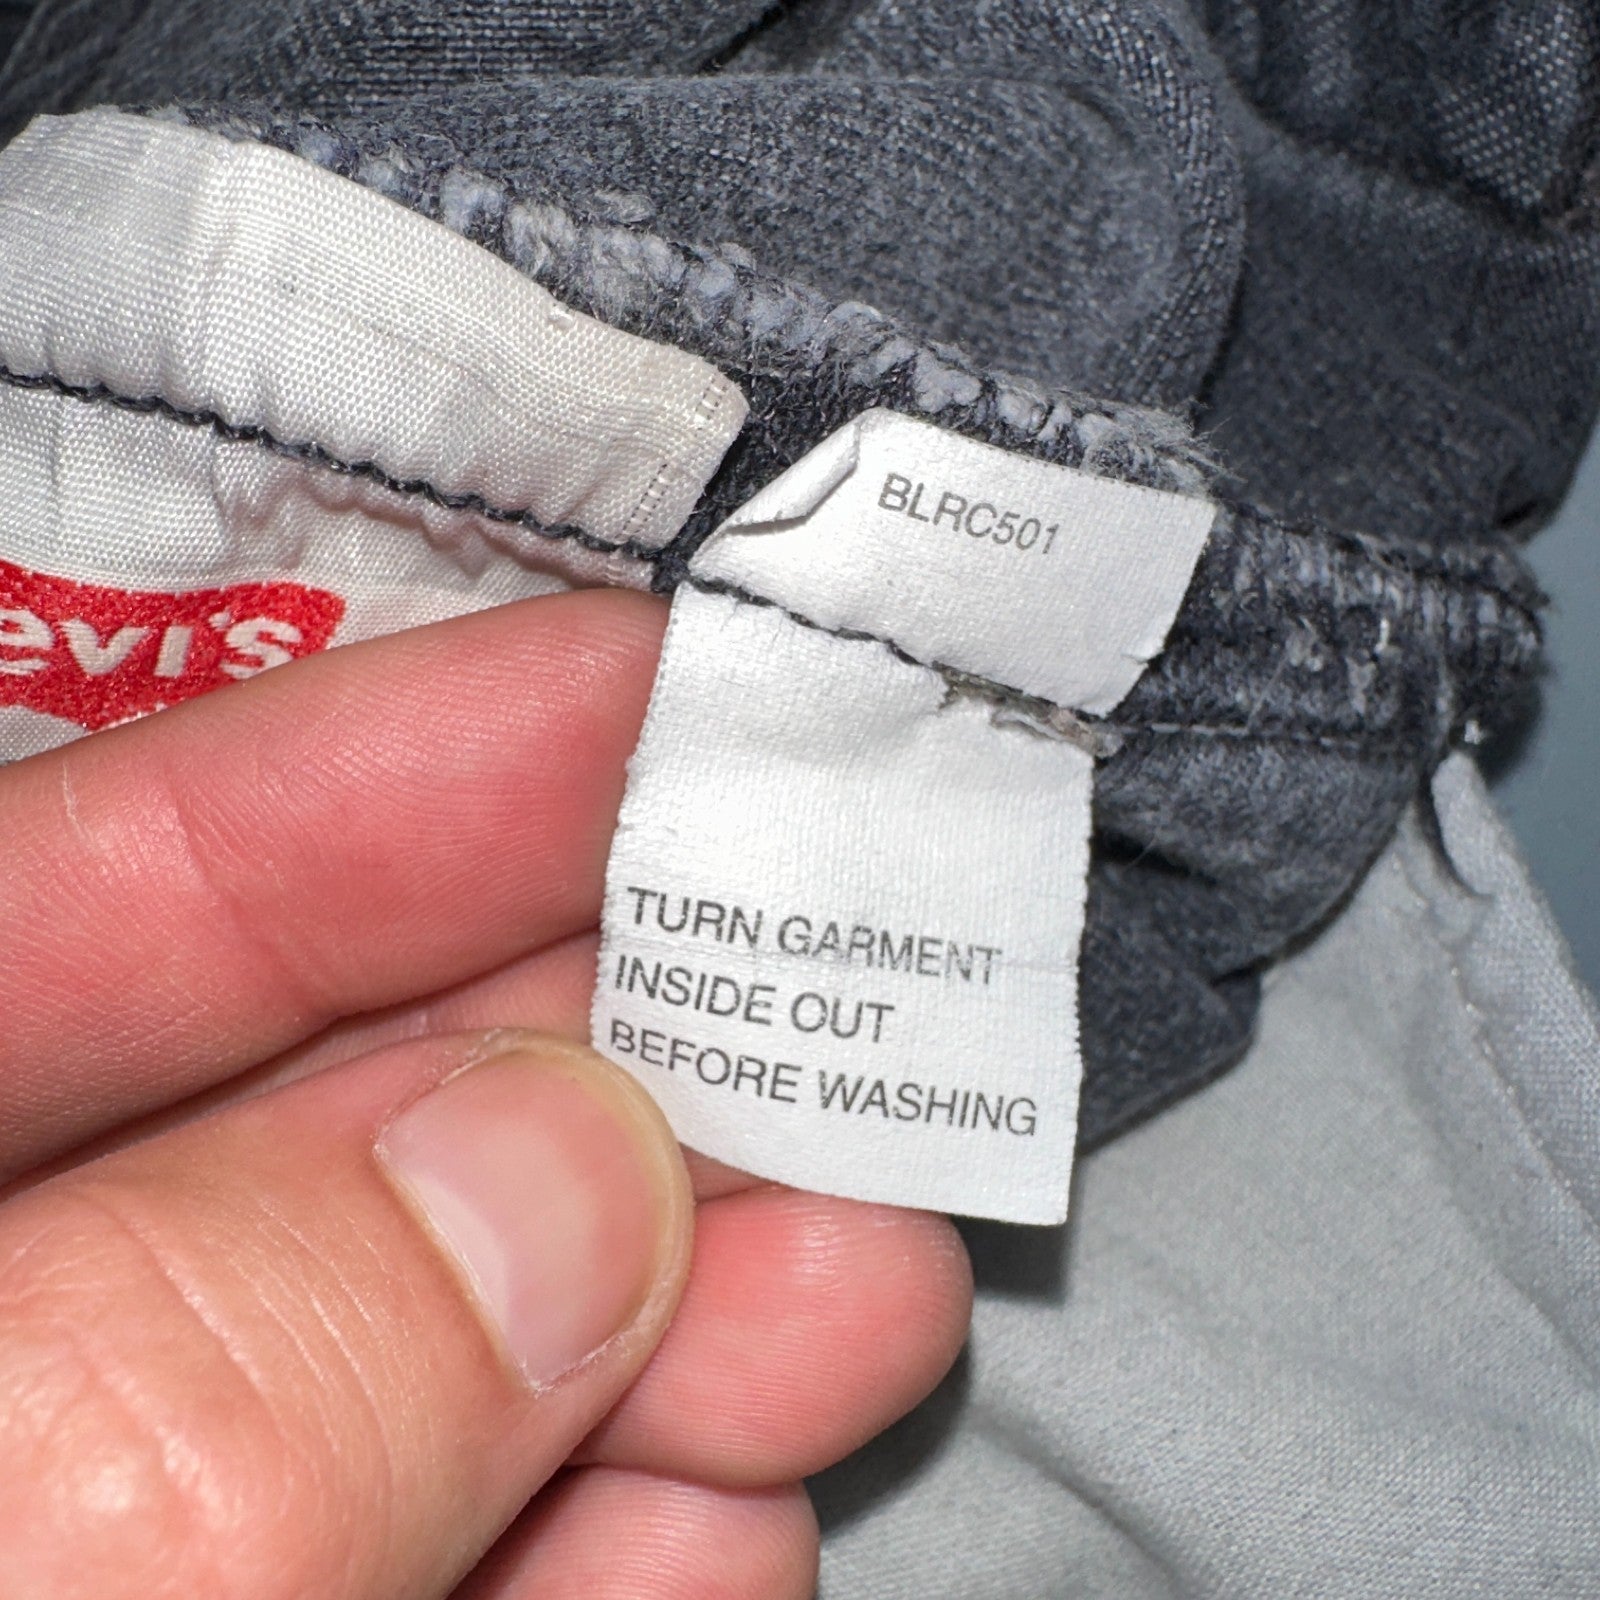 BLRC501
evi's
TURN GARMENT
INSIDE OUT
BEFORE WASHING